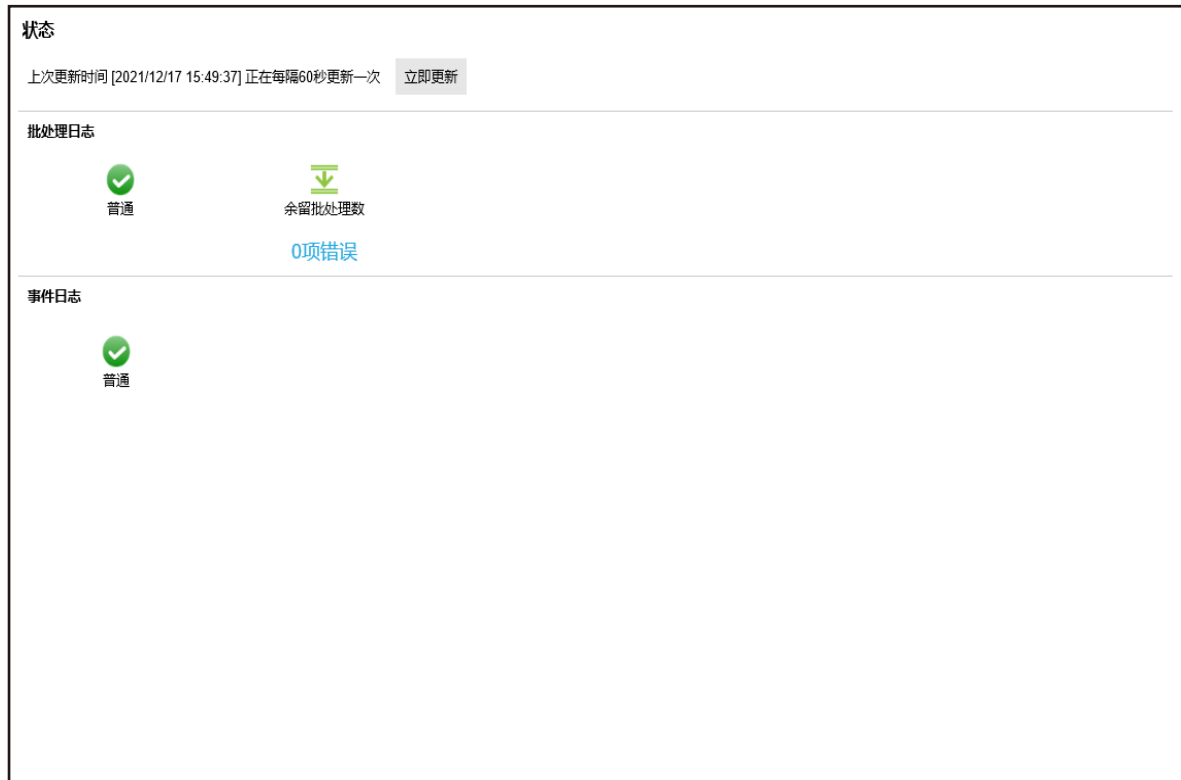 状态
上次更新时间 [2021/12/17 15:49:37] 正在每隔60秒更新一次 立即更新
批处理日志
普通 余留批处理数
0项错误
事件日志
普通